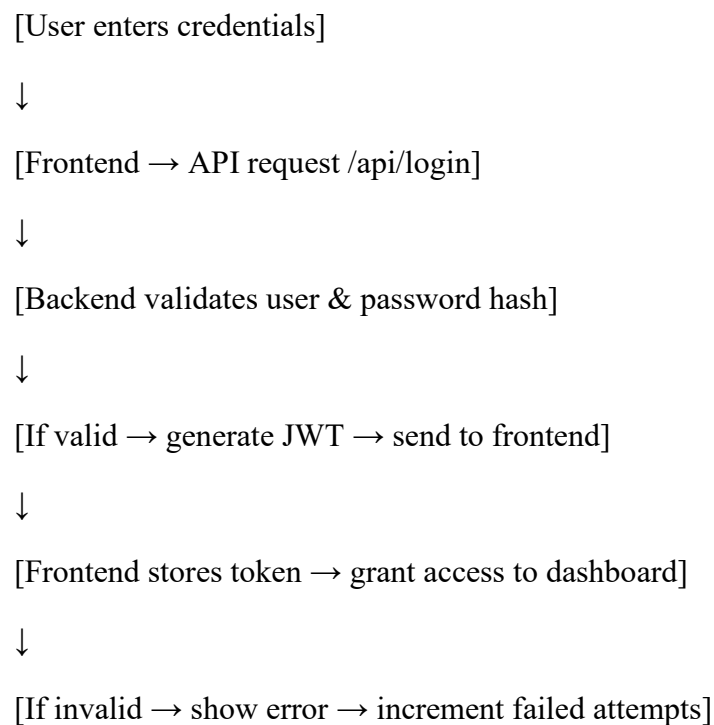 [User enters credentials]
↓
[Frontend → API request /api/login]
↓
[Backend validates user & password hash]
↓
[If valid → generate JWT → send to frontend]
↓
[Frontend stores token → grant access to dashboard]
↓
[If invalid → show error → increment failed attempts]